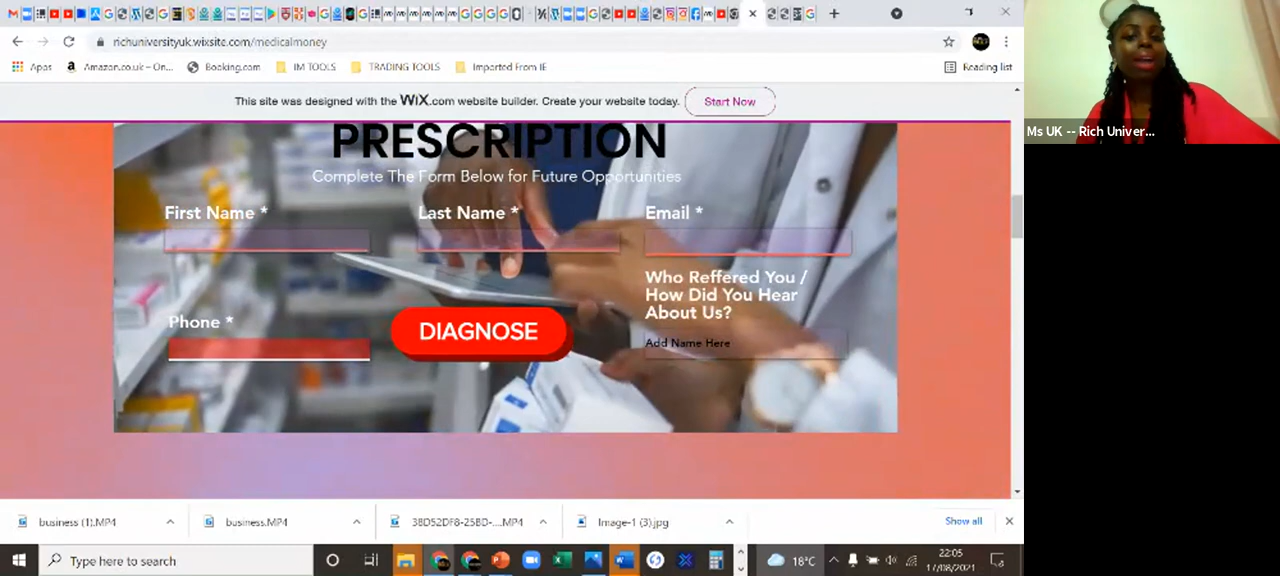 richuniversityuk.wixsite.com/medicalmoney
Apps
Amazon.co.uk – On...
Booking.com
IM TOOLS
TRADING TOOLS
Imported From IE
Reading list
This site was designed with the WiX.com website builder. Create your website today.
Start Now
Ms UK -- Rich Univer...
PRESCRIPTION
Complete The Form Below for Future Opportunities
First Name *
Last Name *
Email *
Who Reffered You /
How Did You Hear
About Us?
Phone *
DIAGNOSE
Add Name Here
business (1).MP4
business.MP4
38D52DF8-25BD-....MP4
Image-1 (3).jpg
Show all
Type here to search
18°C
22:05
17/08/2021